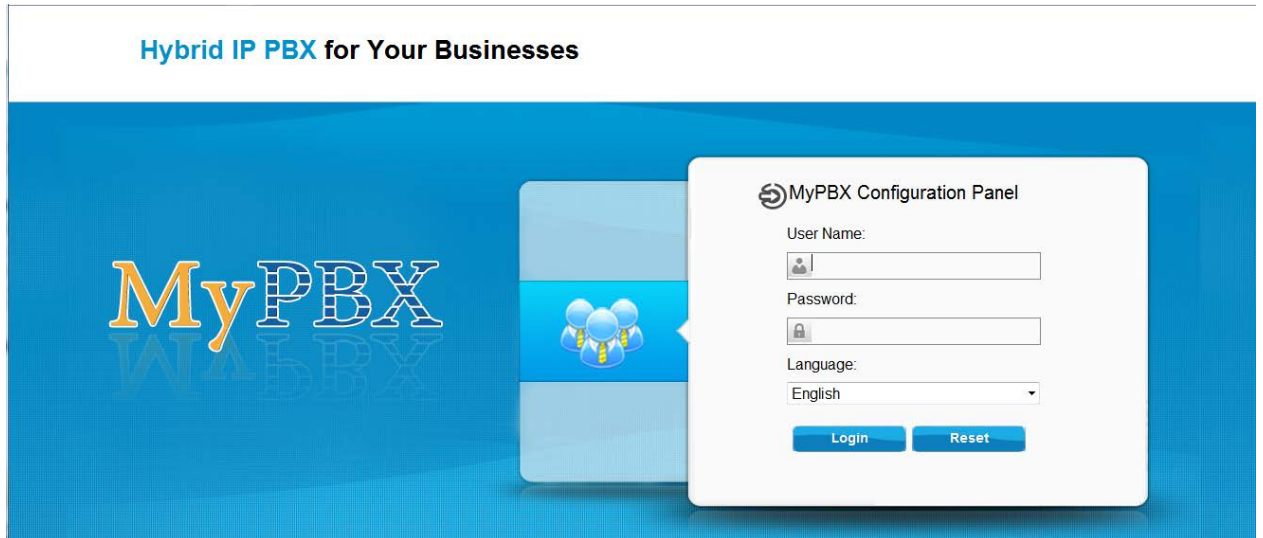 Hybrid IP PBX for Your Businesses
MyPBX
MyPBX Configuration Panel
User Name:
Password:
Language:
English
Login Reset